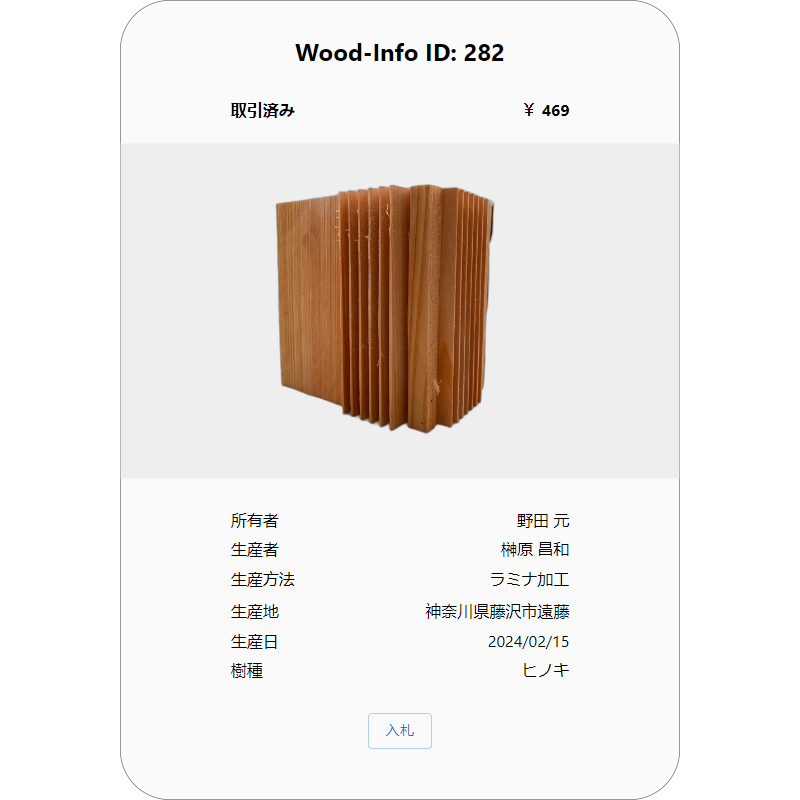 Wood-Info ID: 282
取引済み ￥ 469
所有者 野田 元
生産者 榊原 昌和
生産方法 ラミナ加工
生産地 神奈川県藤沢市遠藤
生産日 2024/02/15
樹種 ヒノキ
入札